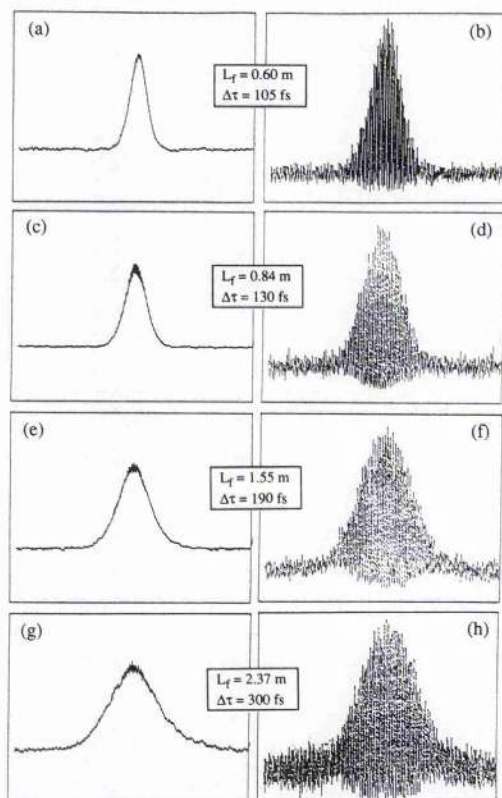 (a)
(b)
L_f = 0.60 m
Δτ = 105 fs
(c)
(d)
L_f = 0.84 m
Δτ = 130 fs
(e)
(f)
L_f = 1.55 m
Δτ = 190 fs
(g)
(h)
L_f = 2.37 m
Δτ = 300 fs